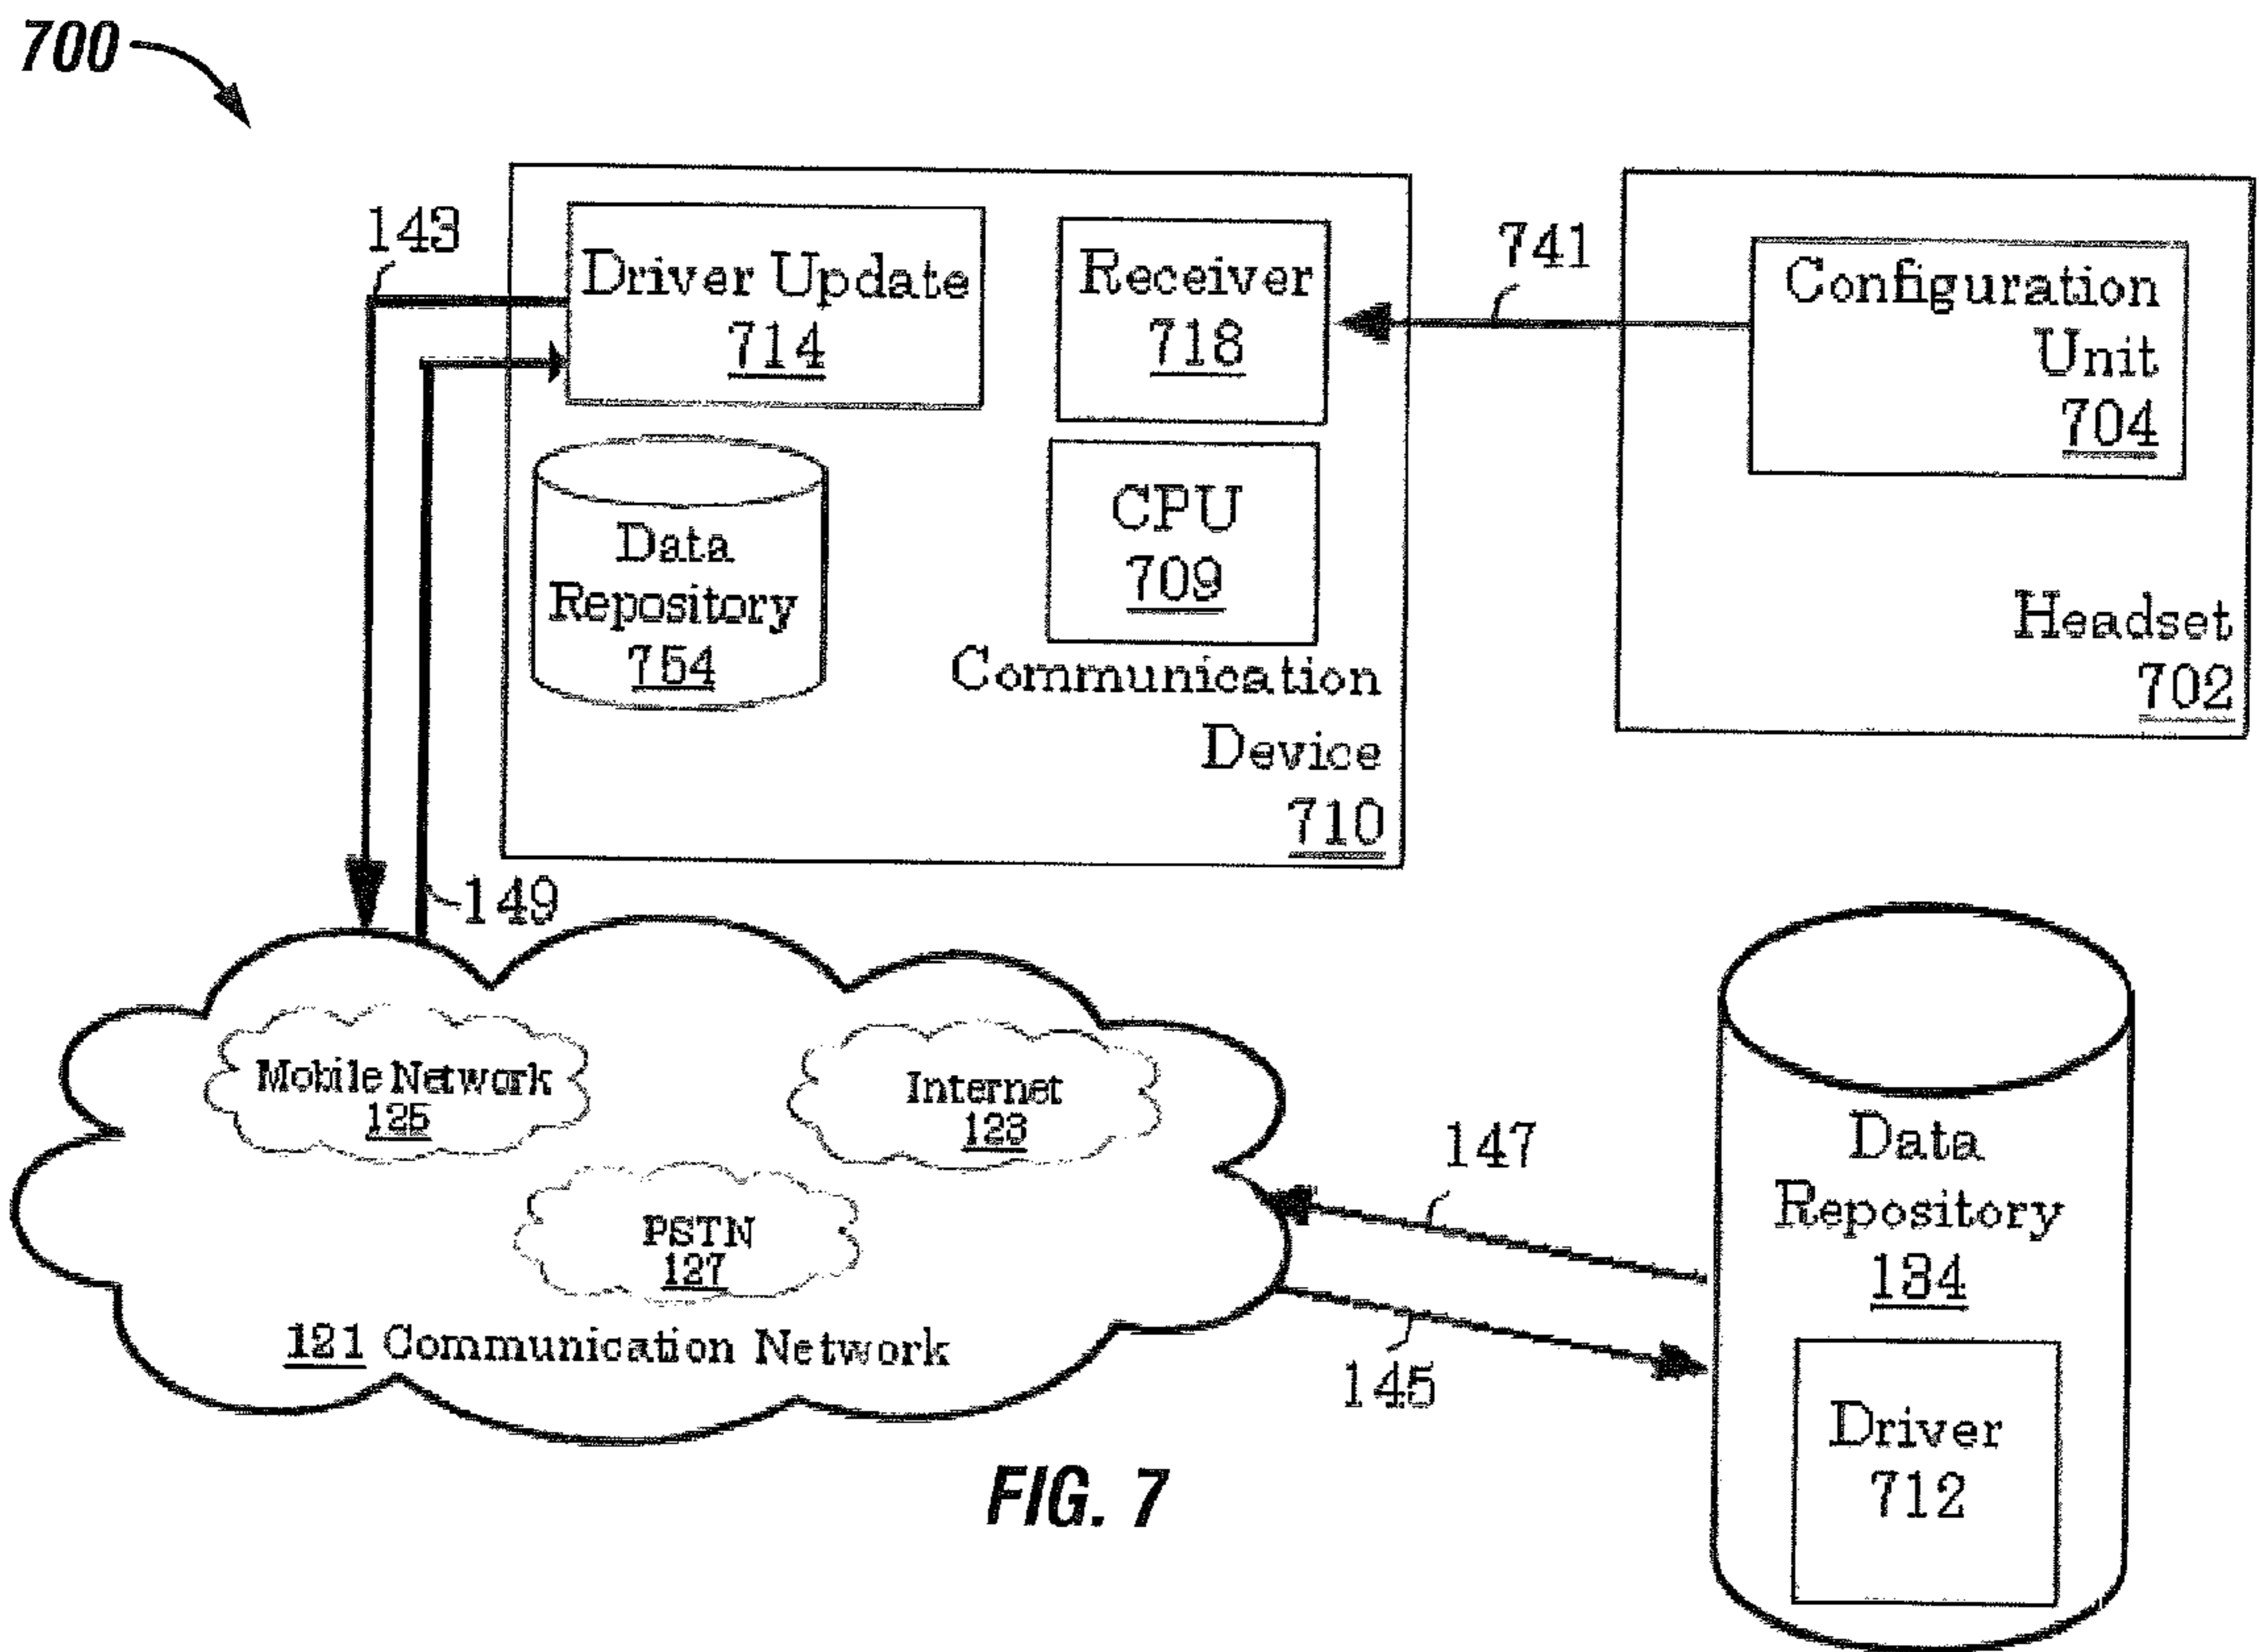 700
143
Driver Update
714
Receiver
718
741
Configuration
Unit
704
Data
Repository
754
CPU
709
Communication
Device
710
Headset
702
149
Mobile Network
125
Internet
123
PSTN
127
121 Communication Network
147
145
Data
Repository
134
Driver
712
FIG. 7